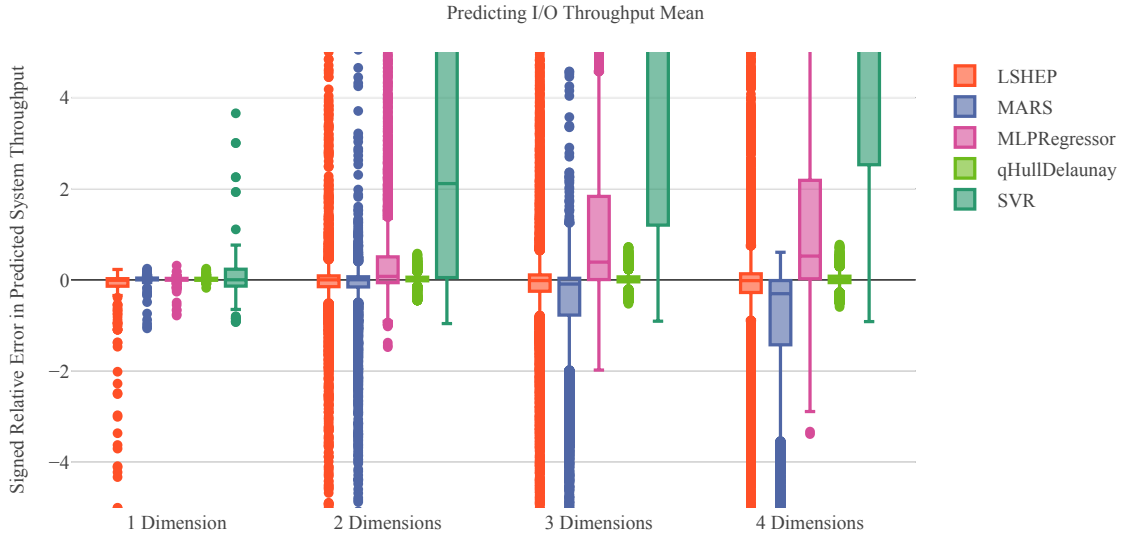 Predicting I/O Throughput Mean
Signed Relative Error in Predicted System Throughput
4
2
0
−2
−4
1 Dimension
2 Dimensions
3 Dimensions
4 Dimensions
LSHEP
MARS
MLPRegressor
qHullDelaunay
SVR